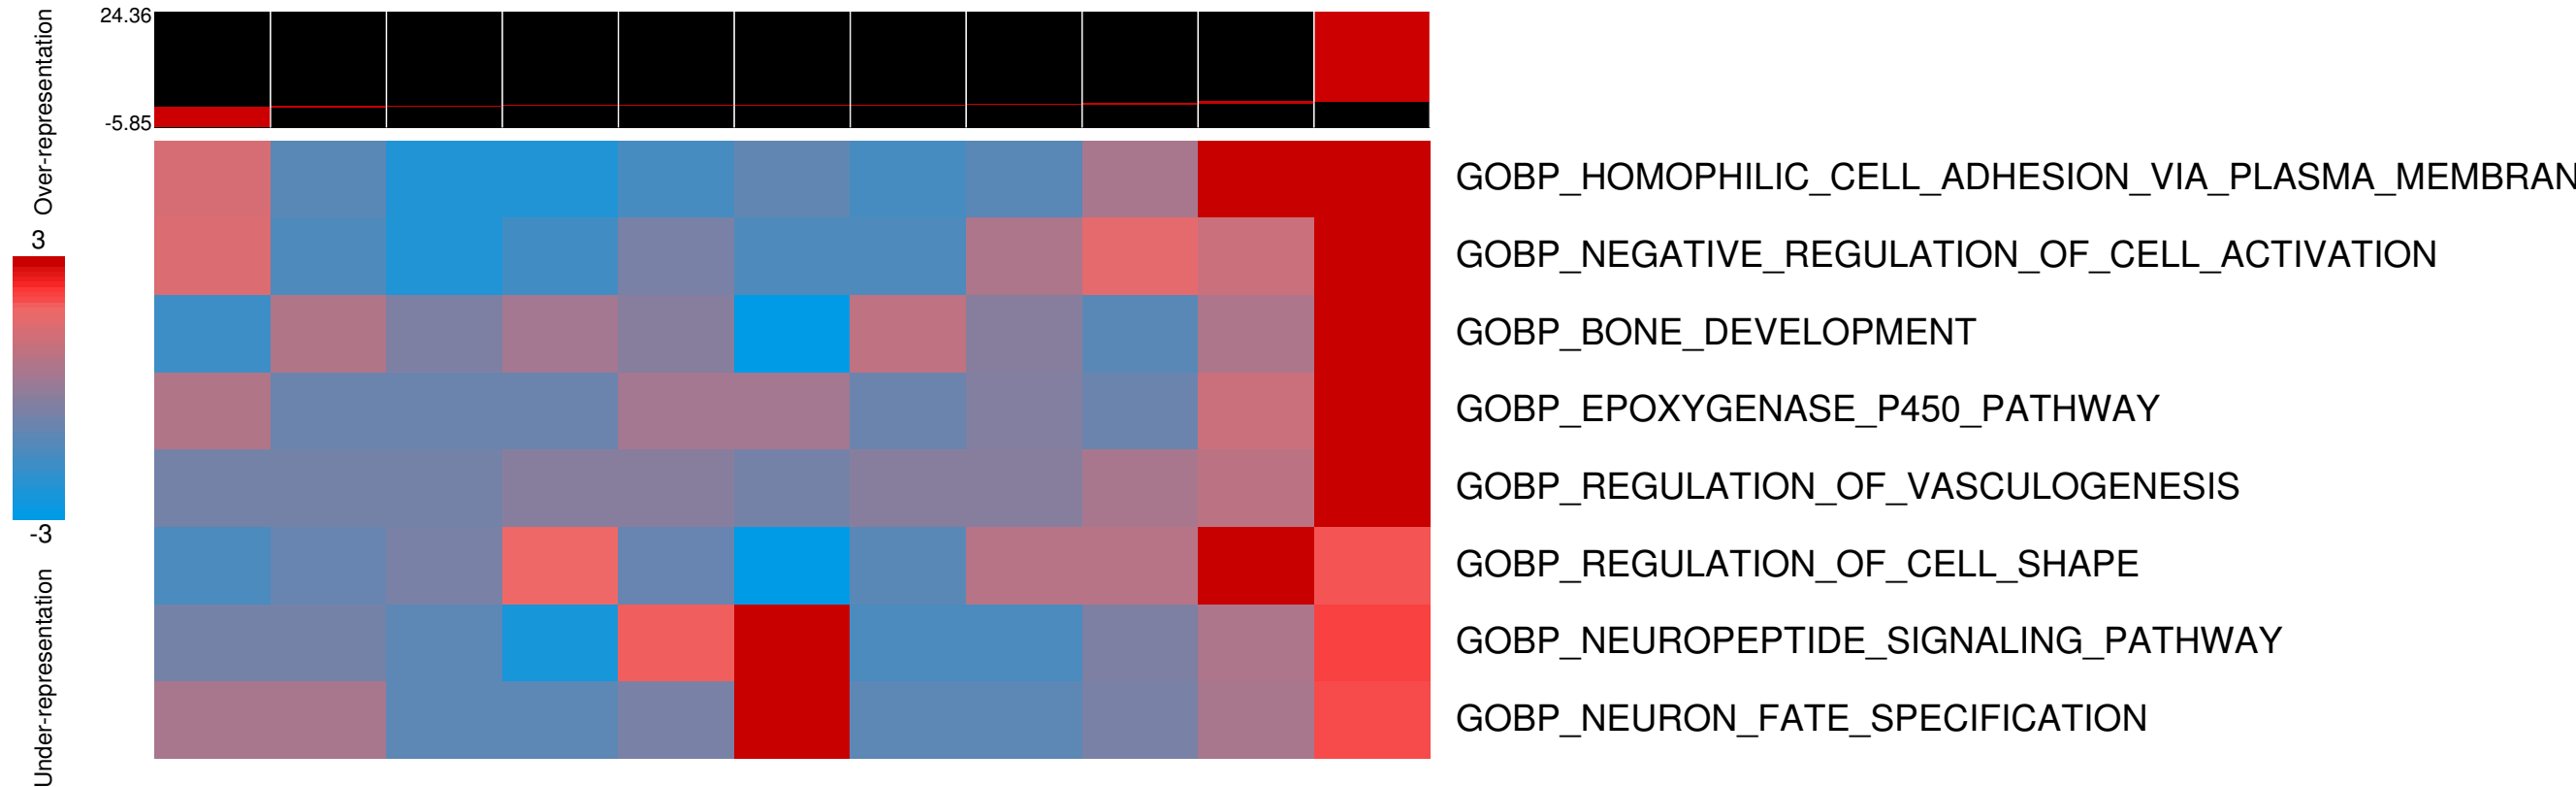 24.36
-5.85
Over-representation
3
-3
Under-representation
GOBP_HOMOPHILIC_CELL_ADHESION_VIA_PLASMA_MEMBRAN
GOBP_NEGATIVE_REGULATION_OF_CELL_ACTIVATION
GOBP_BONE_DEVELOPMENT
GOBP_EPOXYGENASE_P450_PATHWAY
GOBP_REGULATION_OF_VASCULOGENESIS
GOBP_REGULATION_OF_CELL_SHAPE
GOBP_NEUROPEPTIDE_SIGNALING_PATHWAY
GOBP_NEURON_FATE_SPECIFICATION